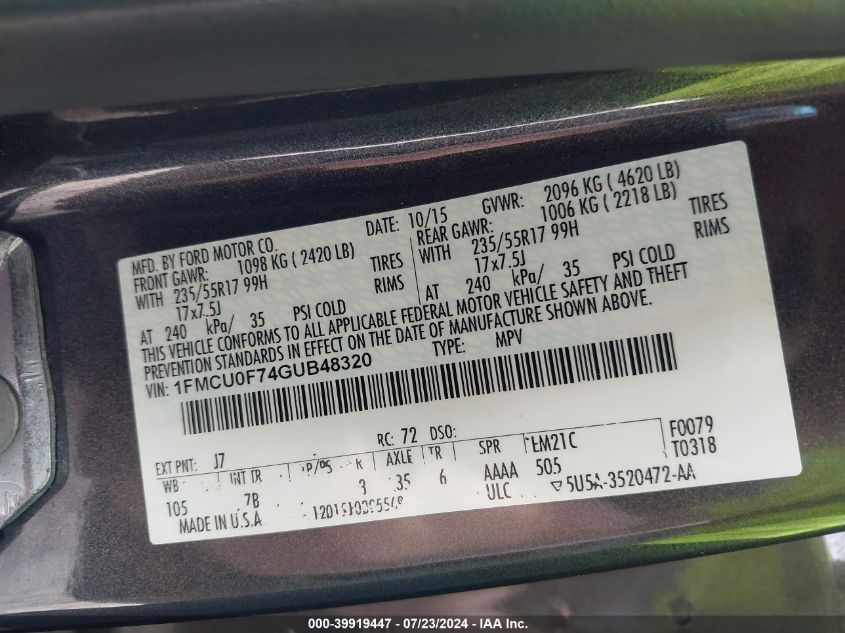 MFD. BY FORD MOTOR CO.
DATE: 10/15 GVWR: 2096 KG ( 4620 LB)
FRONT GAWR: 1098 KG ( 2420 LB) REAR GAWR: 1006 KG ( 2218 LB)
WITH 235/55R17 99H TIRES WITH 235/55R17 99H TIRES
17x7.5J RIMS 17x7.5J RIMS
AT 240 kPa/ 35 PSI COLD AT 240 kPa/ 35 PSI COLD
THIS VEHICLE CONFORMS TO ALL APPLICABLE FEDERAL MOTOR VEHICLE SAFETY AND THEFT
PREVENTION STANDARDS IN EFFECT ON THE DATE OF MANUFACTURE SHOWN ABOVE.
VIN: 1FMCU0F74GUB48320 TYPE: MPV
EXT PNT: J7 RC: 72 DSO: F0079
WB INT TR TP/PS R AXLE TR SPR T0318
105 7B 3 35 6 AAAA 505
MADE IN U.S.A ULC ▽5U5A-3520472-AA
000-39919447 / 07/23/2024 - IAA Inc.